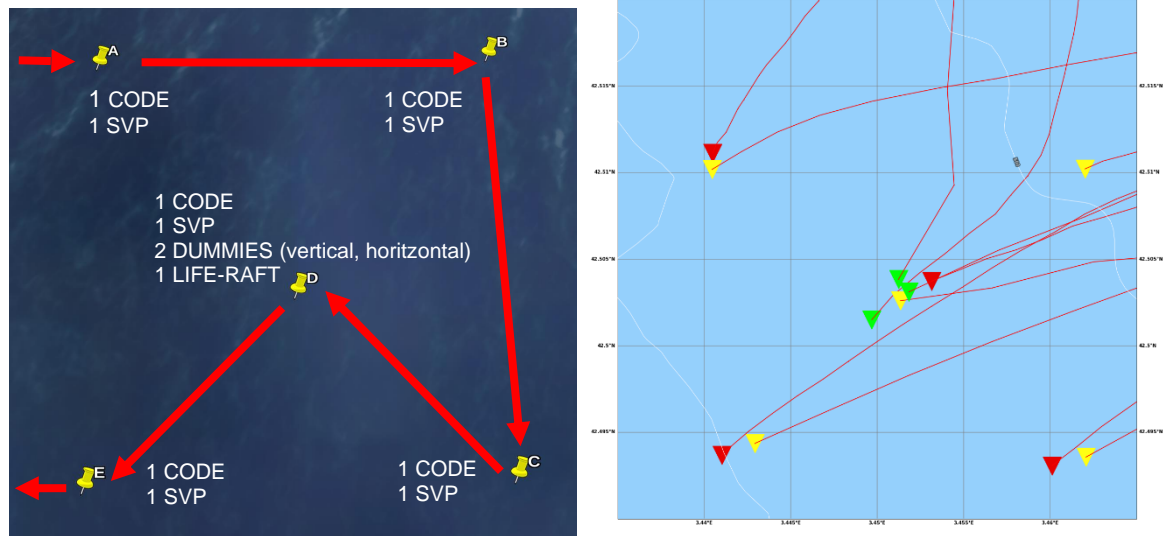 A
B
1 CODE
1 SVP
1 CODE
1 SVP
1 CODE
1 SVP
2 DUMMIES (vertical, horitzontal)
1 LIFE-RAFT
D
E
1 CODE
1 SVP
1 CODE
1 SVP
C
42.515°N 42.515°N
42.51°N 42.51°N
42.505°N 42.505°N
42.5°N 42.5°N
42.495°N 42.495°N
3.44°E 3.445°E 3.45°E 3.455°E 3.46°E